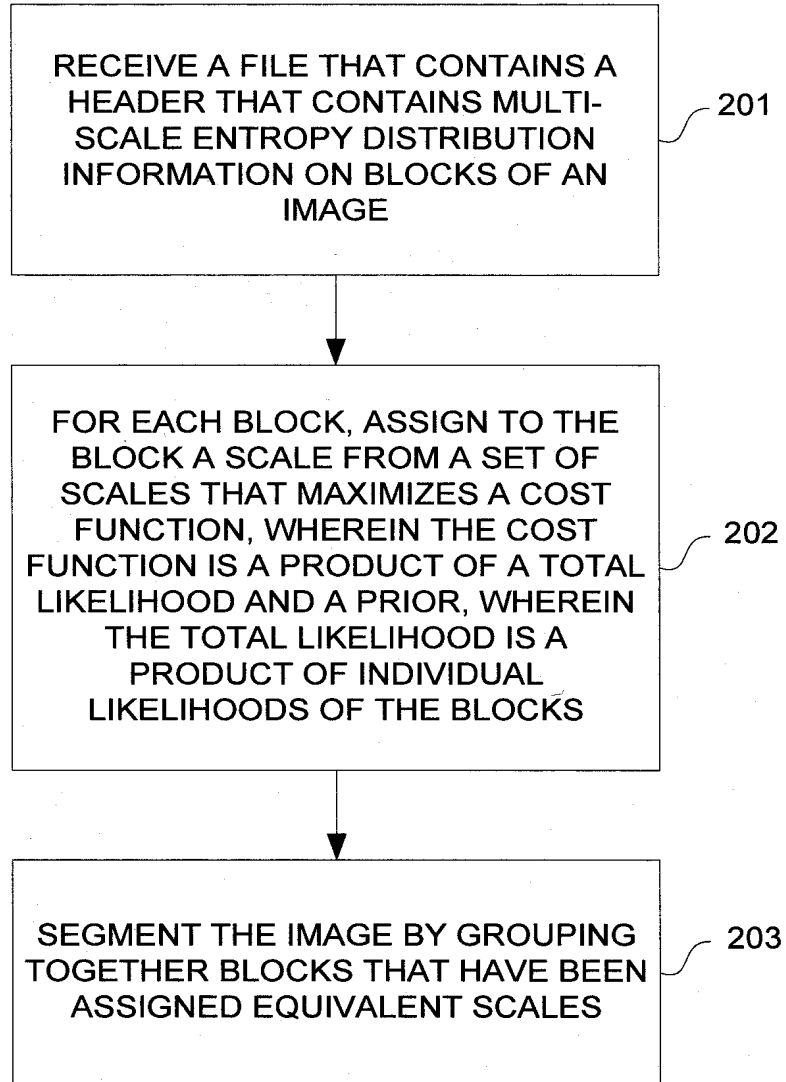 RECEIVE A FILE THAT CONTAINS A
HEADER THAT CONTAINS MULTI-
SCALE ENTROPY DISTRIBUTION
INFORMATION ON BLOCKS OF AN
IMAGE
201
FOR EACH BLOCK, ASSIGN TO THE
BLOCK A SCALE FROM A SET OF
SCALES THAT MAXIMIZES A COST
FUNCTION, WHEREIN THE COST
FUNCTION IS A PRODUCT OF A TOTAL
LIKELIHOOD AND A PRIOR, WHEREIN
THE TOTAL LIKELIHOOD IS A
PRODUCT OF INDIVIDUAL
LIKELIHOODS OF THE BLOCKS
202
SEGMENT THE IMAGE BY GROUPING
TOGETHER BLOCKS THAT HAVE BEEN
ASSIGNED EQUIVALENT SCALES
203